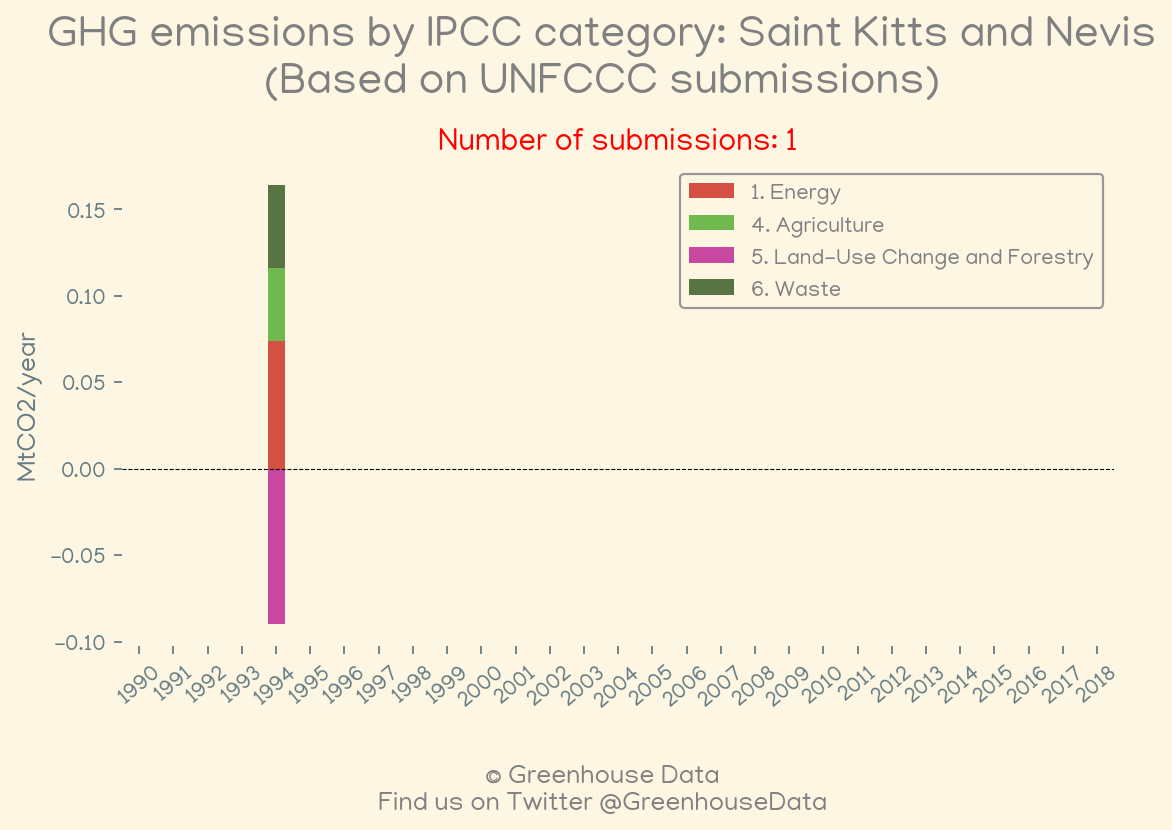 GHG emissions by IPCC category: Saint Kitts and Nevis
(Based on UNFCCC submissions)
Number of submissions: 1
1. Energy
4. Agriculture
5. Land-Use Change and Forestry
6. Waste
MtCO2/year
0.15
0.10
0.05
0.00
−0.05
−0.10
1990 1991 1992 1993 1994 1995 1996 1997 1998 1999 2000 2001 2002 2003 2004 2005 2006 2007 2008 2009 2010 2011 2012 2013 2014 2015 2016 2017 2018
© Greenhouse Data
Find us on Twitter @GreenhouseData